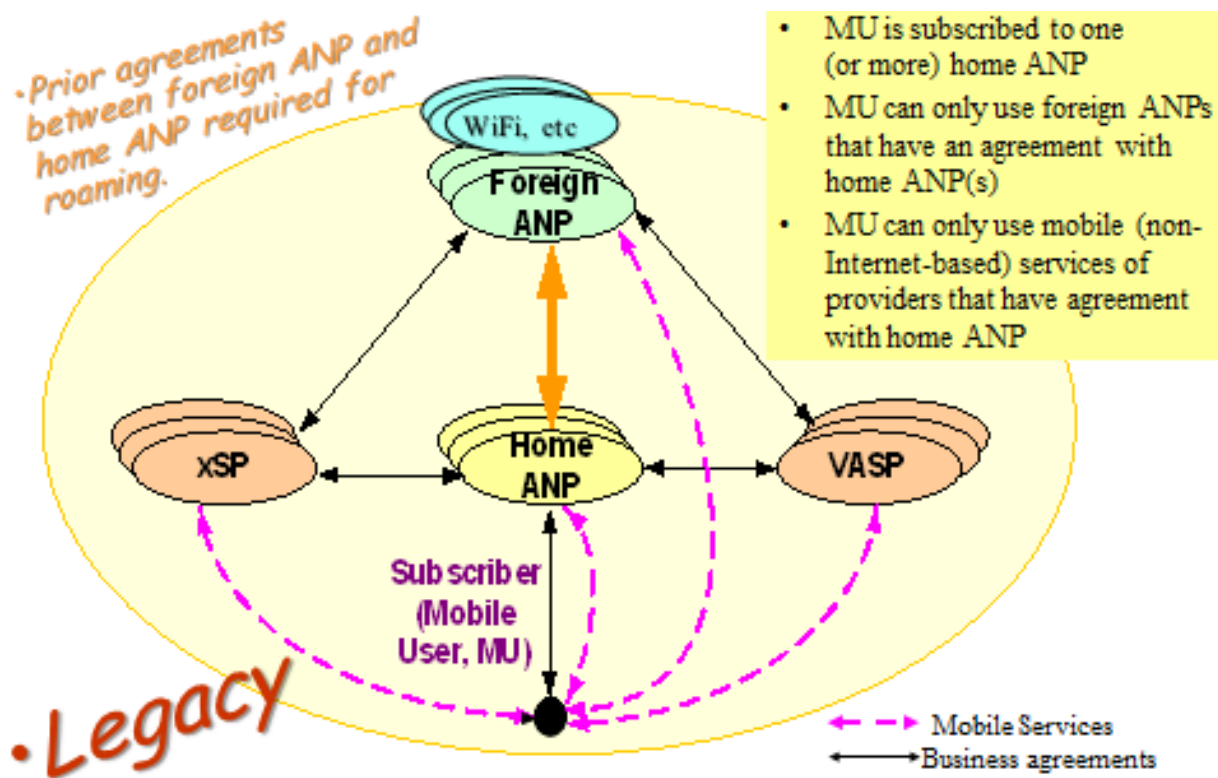 •Prior agreements
between foreign ANP and
home ANP required for
roaming.
• MU is subscribed to one
(or more) home ANP
• MU can only use foreign ANPs
that have an agreement with
home ANP(s)
• MU can only use mobile (non-
Internet-based) services of
providers that have agreement
with home ANP
WiFi, etc
Foreign
ANP
xSP
Home
ANP
VASP
Subscriber
(Mobile
User, MU)
•Legacy
Mobile Services
Business agreements